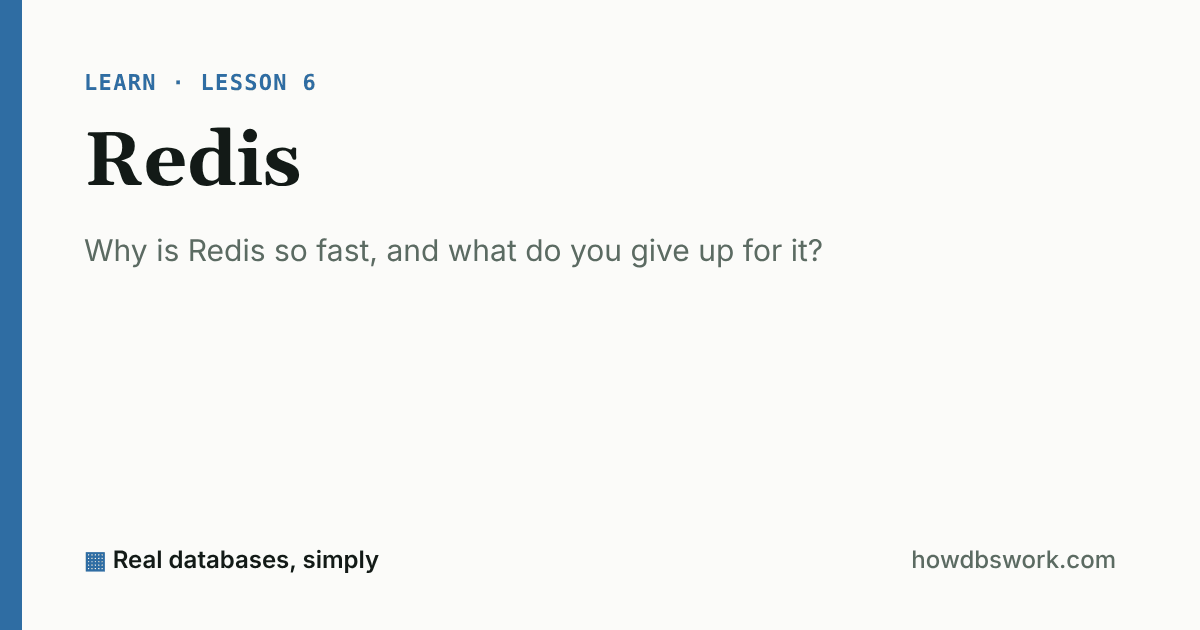 LEARN · LESSON 6
Redis
Why is Redis so fast, and what do you give up for it?
Real databases, simply
howdbswork.com